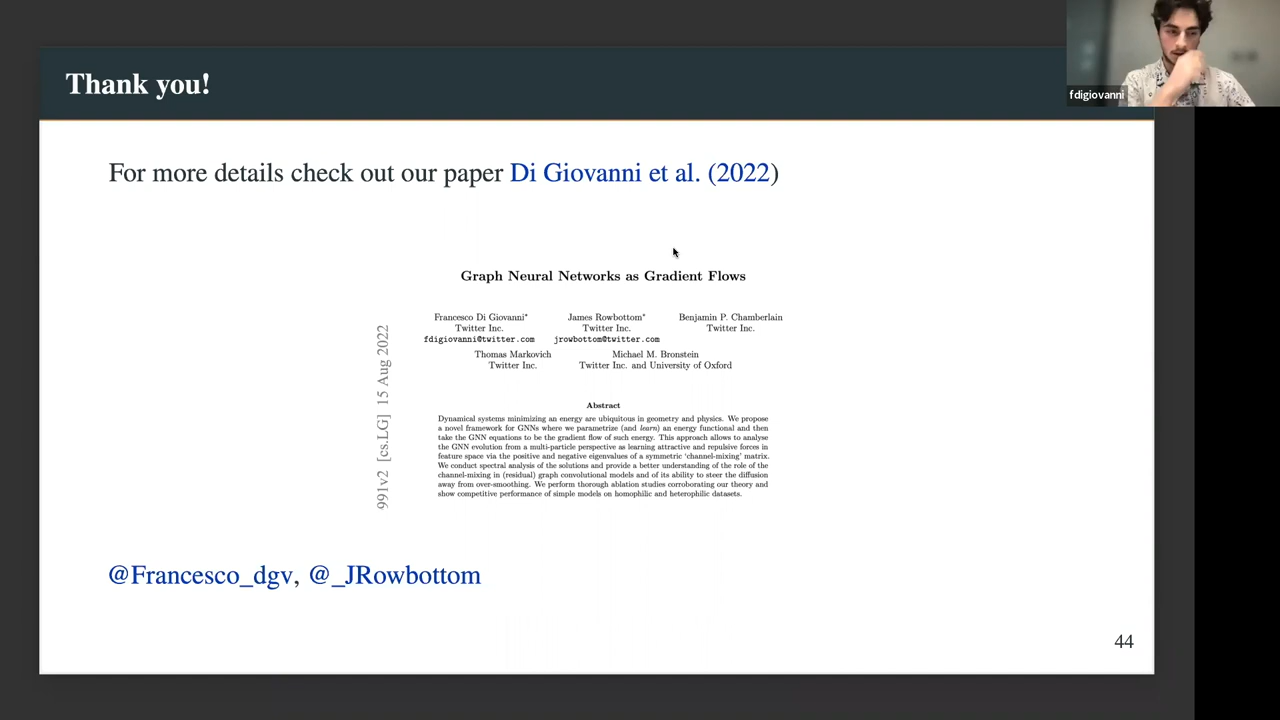 Thank you!
fdigiovanni
For more details check out our paper Di Giovanni et al. (2022)
Graph Neural Networks as Gradient Flows
Francesco Di Giovanni* James Rowbottom* Benjamin P. Chamberlain
Twitter Inc. Twitter Inc. Twitter Inc.
fdigiovanni@twitter.com jrowbottom@twitter.com
Thomas Markovich Michael M. Bronstein
Twitter Inc. Twitter Inc. and University of Oxford
991v2 [cs.LG] 15 Aug 2022
Abstract
Dynamical systems minimizing an energy are ubiquitous in geometry and physics. We propose
a novel framework for GNNs where we parametrize (and learn) an energy functional and then
take the GNN equations to be the gradient flow of such energy. This approach allows to analyse
the GNN evolution from a multi-particle perspective as learning attractive and repulsive forces in
feature space via the positive and negative eigenvalues of a symmetric 'channel-mixing' matrix.
We conduct spectral analysis of the solutions and provide a better understanding of the role of the
channel-mixing in (residual) graph convolutional models and of its ability to steer the diffusion
away from over-smoothing. We perform thorough ablation studies corroborating our theory and
show competitive performance of simple models on homophilic and heterophilic datasets.
@Francesco_dgv, @_JRowbottom
44